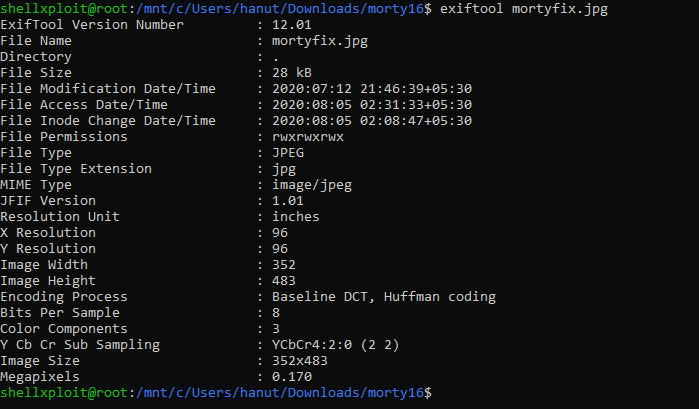 shellxploit@root:/mnt/c/Users/hanut/Downloads/morty16$ exiftool mortyfix.jpg
ExifTool Version Number         : 12.01
File Name                       : mortyfix.jpg
Directory                       : .
File Size                       : 28 kB
File Modification Date/Time     : 2020:07:12 21:46:39+05:30
File Access Date/Time           : 2020:08:05 02:31:33+05:30
File Inode Change Date/Time     : 2020:08:05 02:08:47+05:30
File Permissions                : rwxrwxrwx
File Type                       : JPEG
File Type Extension             : jpg
MIME Type                       : image/jpeg
JFIF Version                    : 1.01
Resolution Unit                 : inches
X Resolution                    : 96
Y Resolution                    : 96
Image Width                     : 352
Image Height                    : 483
Encoding Process                : Baseline DCT, Huffman coding
Bits Per Sample                 : 8
Color Components                : 3
Y Cb Cr Sub Sampling            : YCbCr4:2:0 (2 2)
Image Size                      : 352x483
Megapixels                      : 0.170
shellxploit@root:/mnt/c/Users/hanut/Downloads/morty16$